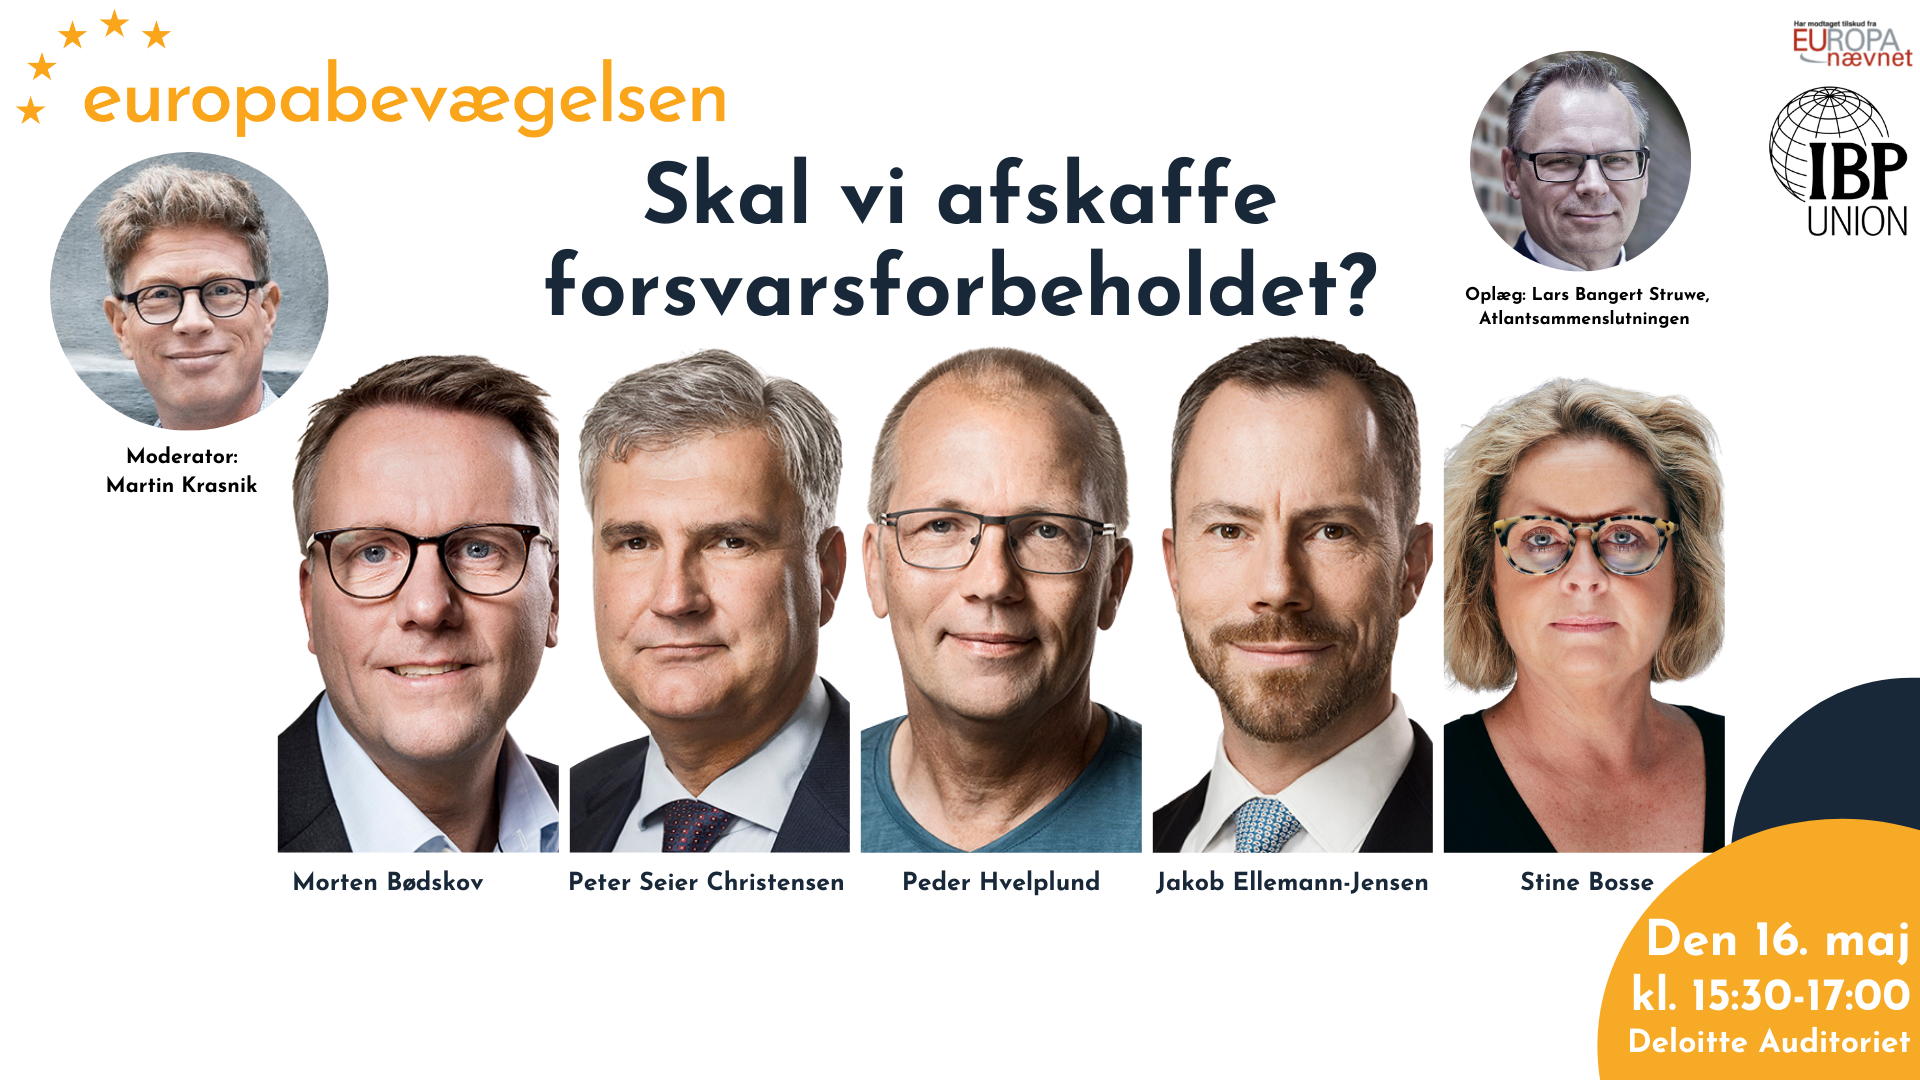 europabevægelsen
Har modtaget tilskud fra
EUROPA
nævnet
IBP
UNION
Skal vi afskaffe
forsvarsforbeholdet?
Oplæg: Lars Bangert Struwe,
Atlantsammenslutningen
Moderator:
Martin Krasnik
Morten Bødskov
Peter Seier Christensen
Peder Hvelplund
Jakob Ellemann-Jensen
Stine Bosse
Den 16. maj
kl. 15:30-17:00
Deloitte Auditoriet